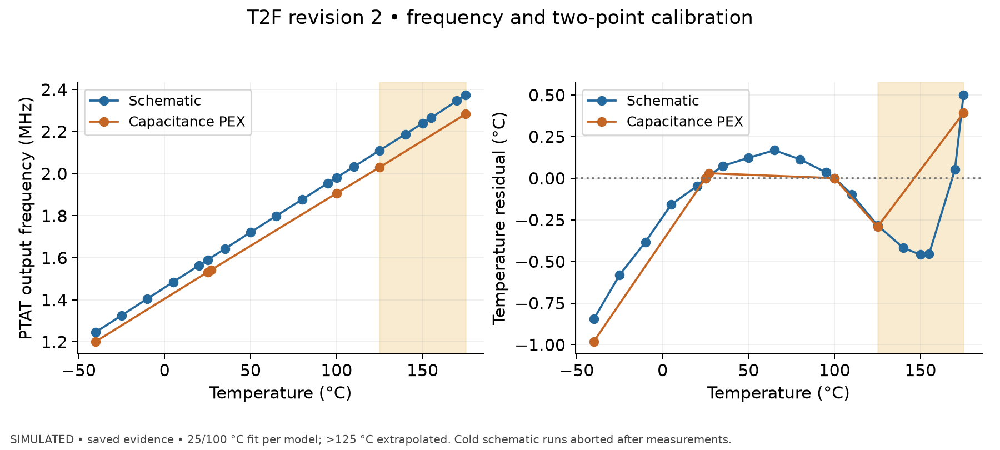 T2F revision 2 • frequency and two-point calibration
PTAT output frequency (MHz)
2.4
2.2
2.0
1.8
1.6
1.4
1.2
Schematic
Capacitance PEX
−50
0
50
100
150
Temperature (°C)
Temperature residual (°C)
0.50
0.25
0.00
−0.25
−0.50
−0.75
−1.00
Schematic
Capacitance PEX
−50
0
50
100
150
Temperature (°C)
SIMULATED • saved evidence • 25/100 °C fit per model; >125 °C extrapolated. Cold schematic runs aborted after measurements.